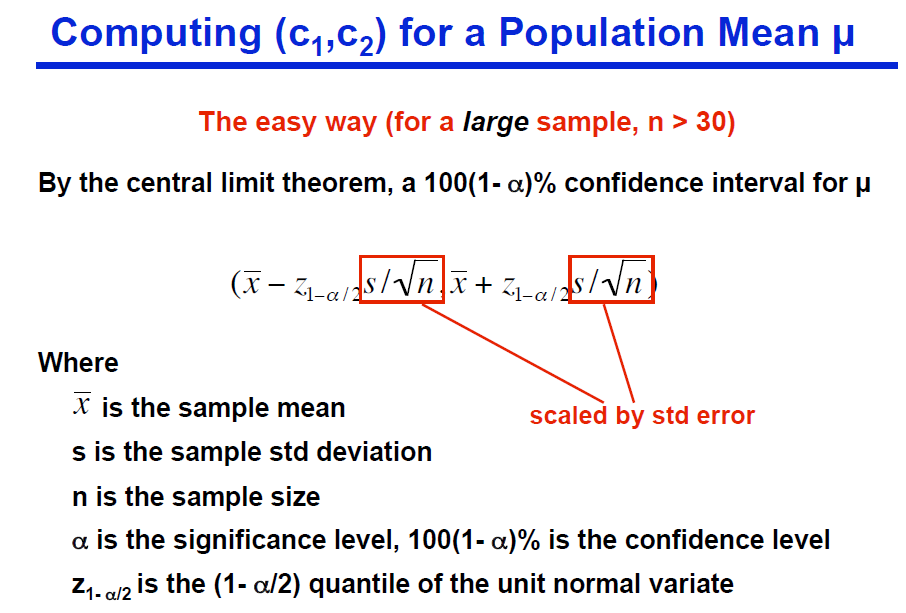 Computing (c₁,c₂) for a Population Mean µ
The easy way (for a large sample, n > 30)
By the central limit theorem, a 100(1- α)% confidence interval for µ
(x̅ − z₁₋α/₂ s/√n, x̅ + z₁₋α/₂ s/√n)
Where
x̅ is the sample mean
scaled by std error
s is the sample std deviation
n is the sample size
α is the significance level, 100(1- α)% is the confidence level
z₁₋ α/₂ is the (1- α/2) quantile of the unit normal variate